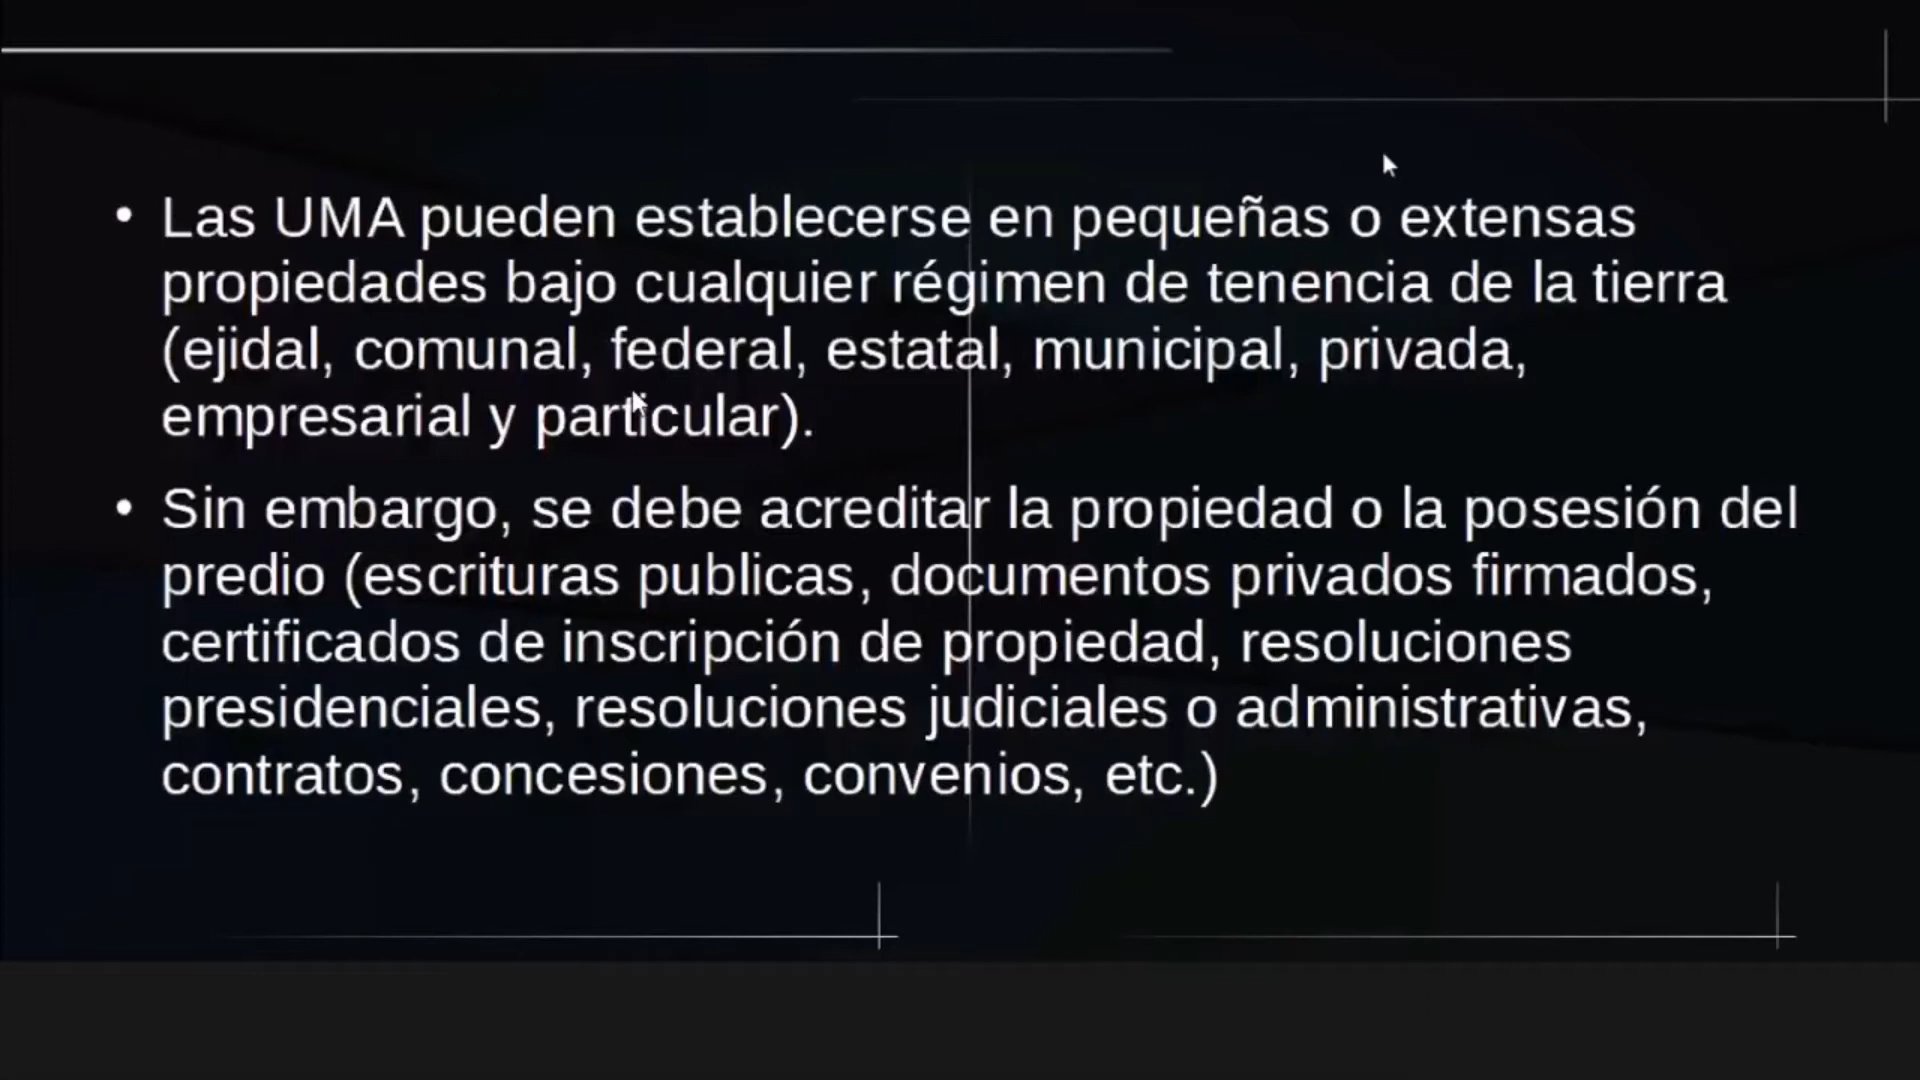 • Las UMA pueden establecerse en pequeñas o extensas
propiedades bajo cualquier régimen de tenencia de la tierra
(ejidal, comunal, federal, estatal, municipal, privada,
empresarial y particular).
• Sin embargo, se debe acreditar la propiedad o la posesión del
predio (escrituras publicas, documentos privados firmados,
certificados de inscripción de propiedad, resoluciones
presidenciales, resoluciones judiciales o administrativas,
contratos, concesiones, convenios, etc.)